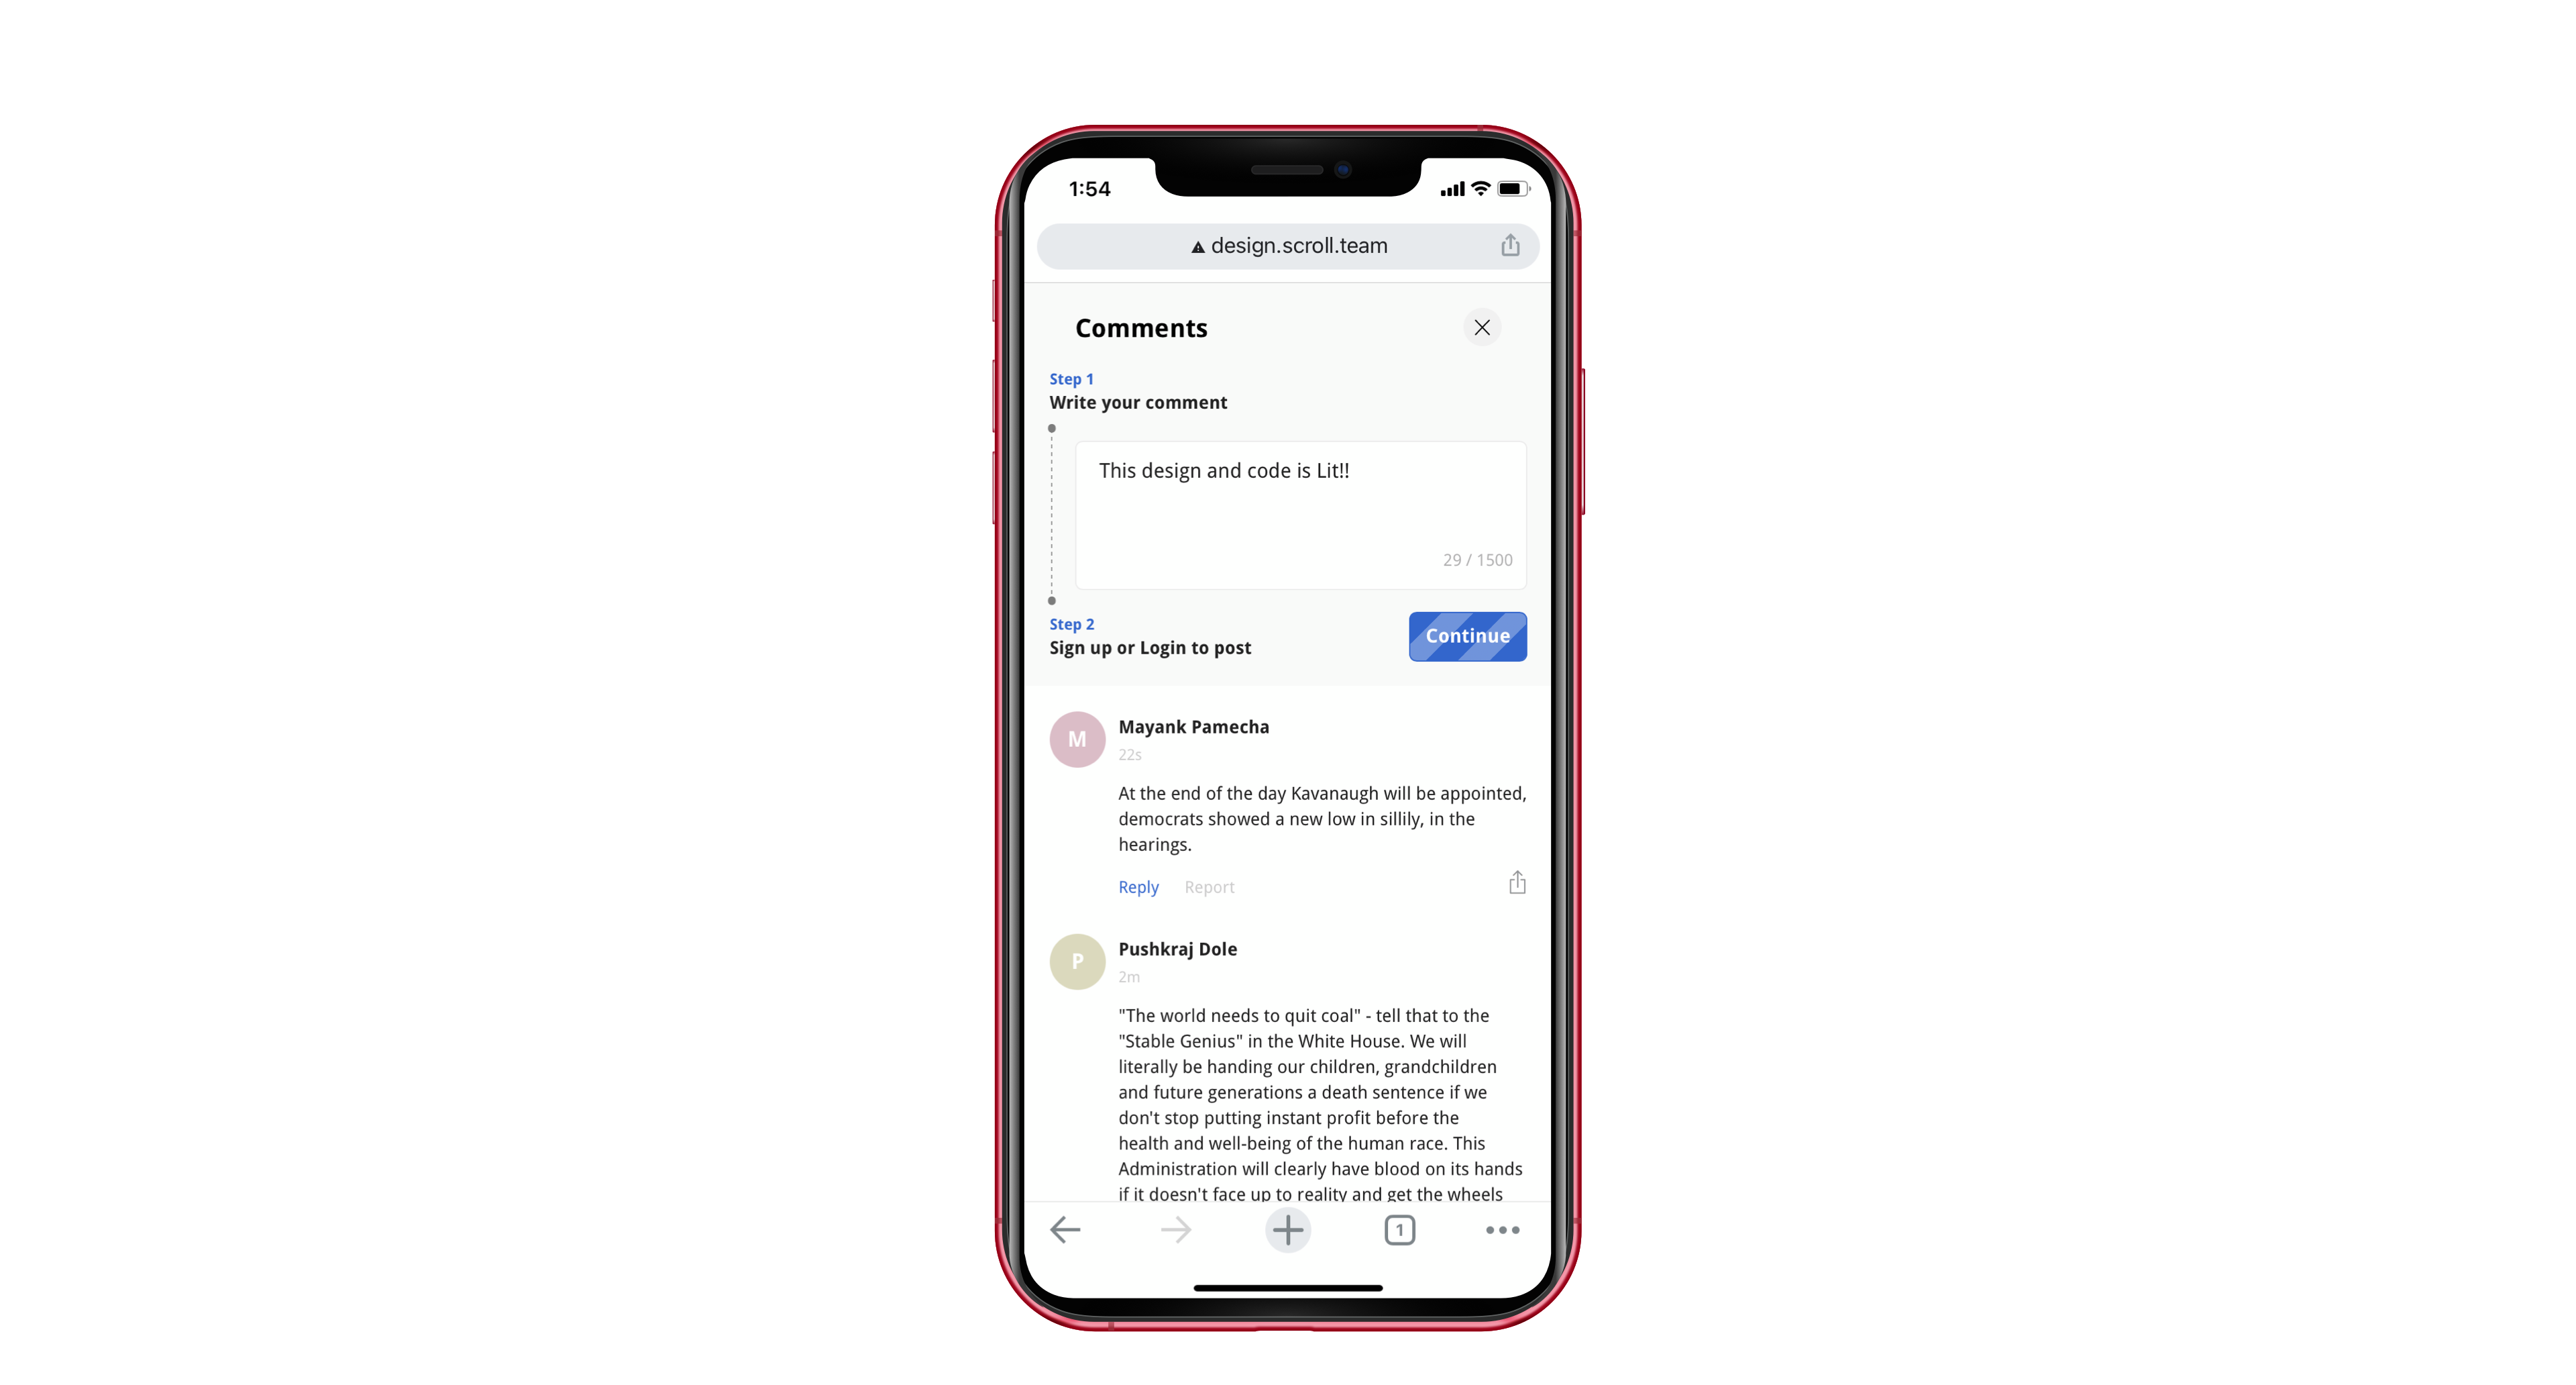 1:54
design.scroll.team
Comments
Step 1
Write your comment
This design and code is Lit!!
29 / 1500
Step 2
Sign up or Login to post
Continue
M
Mayank Pamecha
22s
At the end of the day Kavanaugh will be appointed,
democrats showed a new low in sillily, in the
hearings.
Reply Report
P
Pushkraj Dole
2m
"The world needs to quit coal" - tell that to the
"Stable Genius" in the White House. We will
literally be handing our children, grandchildren
and future generations a death sentence if we
don't stop putting instant profit before the
health and well-being of the human race. This
Administration will clearly have blood on its hands
if it doesn't face up to reality and get the wheels
1